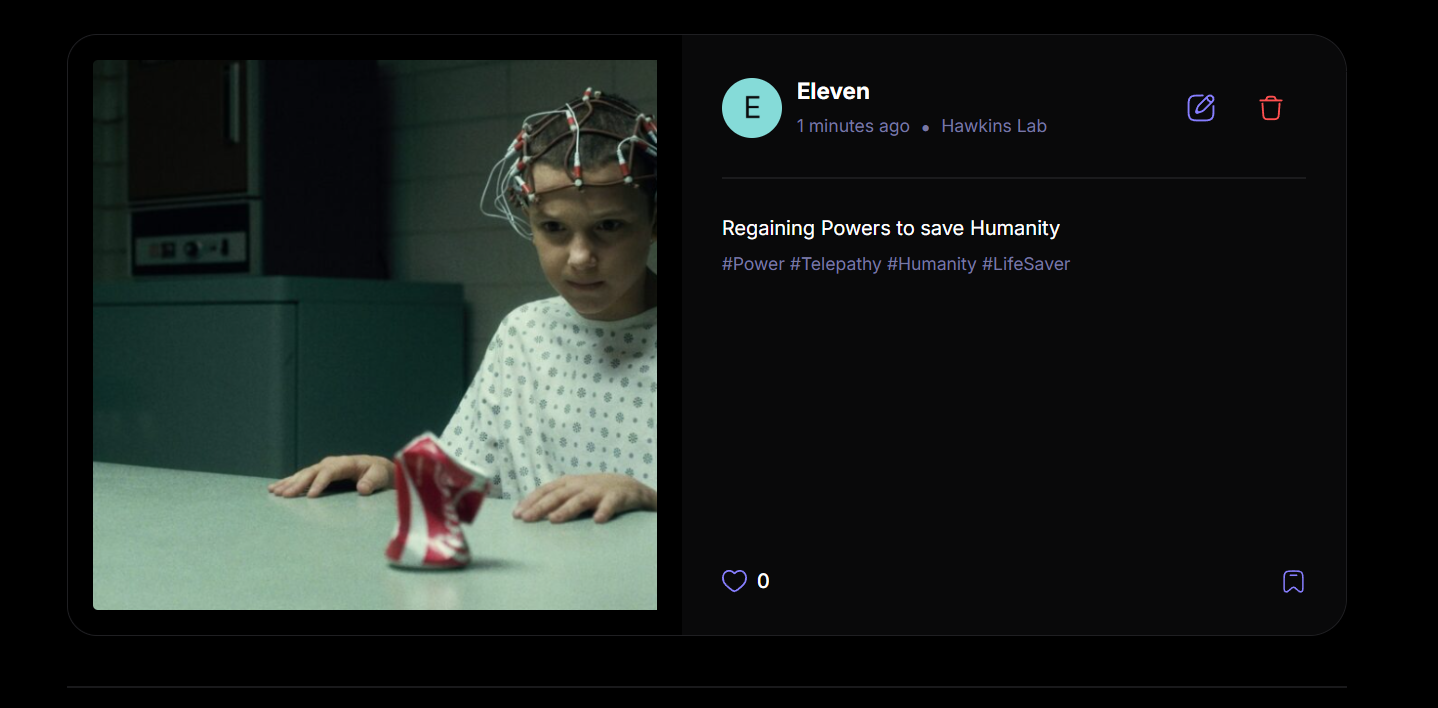 E
Eleven
1 minutes ago • Hawkins Lab
Regaining Powers to save Humanity
#Power #Telepathy #Humanity #LifeSaver
0